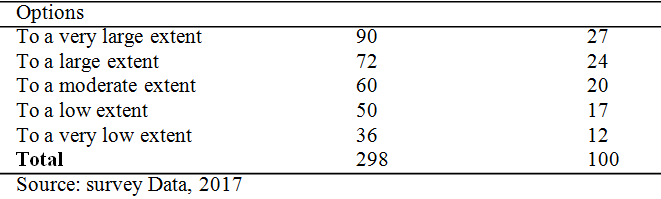 Options
To a very large extent 90 27
To a large extent 72 24
To a moderate extent 60 20
To a low extent 50 17
To a very low extent 36 12
Total 298 100
Source: survey Data, 2017